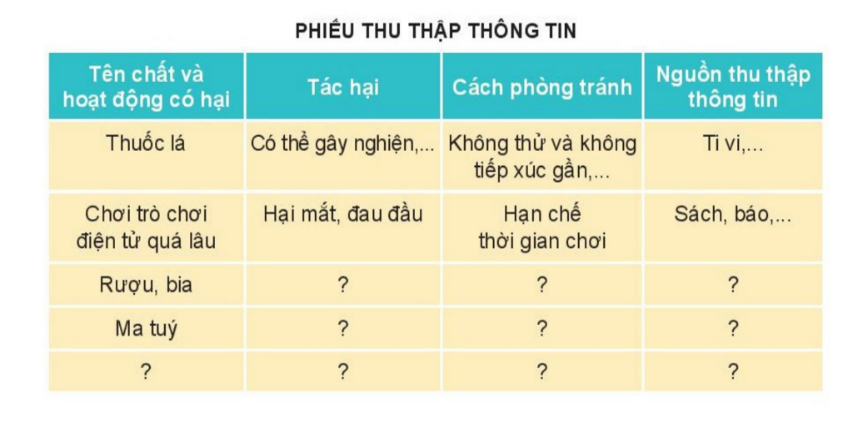 PHIẾU THU THẬP THÔNG TIN
Tên chất và
hoạt động có hại
Tác hại
Cách phòng tránh
Nguồn thu thập
thông tin
Thuốc lá
Có thể gây nghiện,...
Không thử và không
tiếp xúc gần,...
Ti vi,...
Chơi trò chơi
điện tử quá lâu
Hại mắt, đau đầu
Hạn chế
thời gian chơi
Sách, báo,...
Rượu, bia
?
?
?
Ma tuý
?
?
?
?
?
?
?